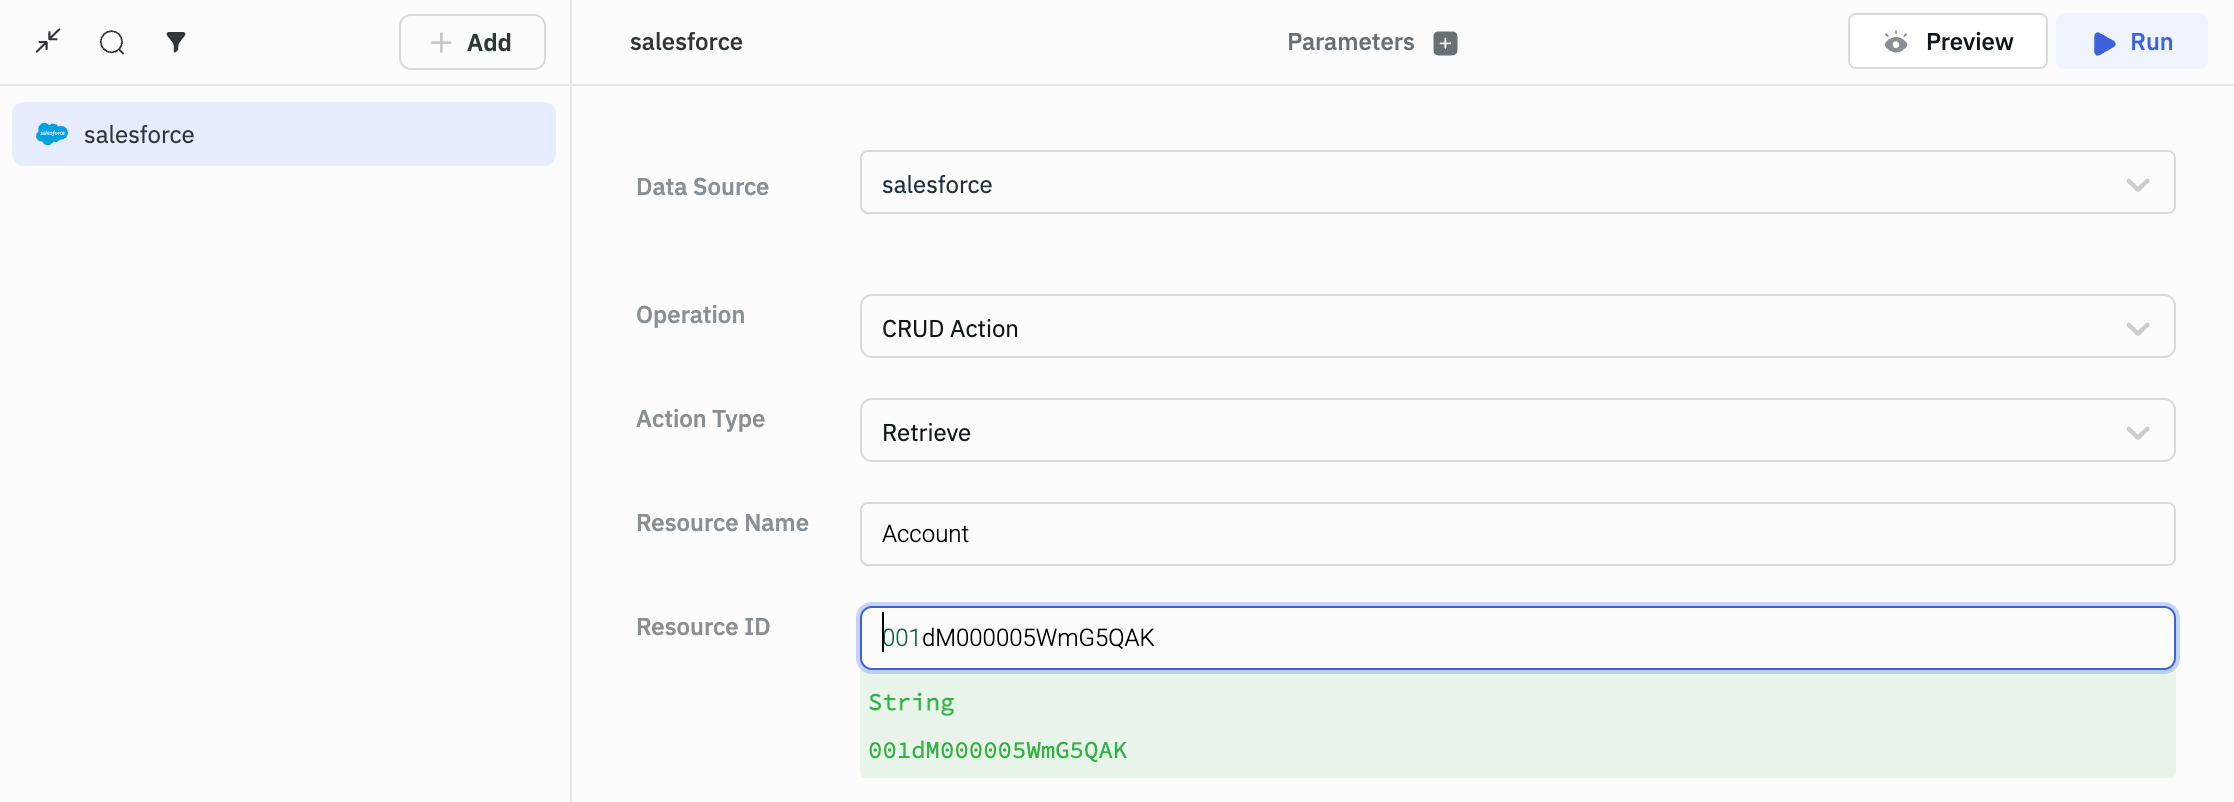 Add
salesforce
Parameters
Preview
Run
salesforce
salesforce
Data Source
salesforce
Operation
CRUD Action
Action Type
Retrieve
Resource Name
Account
Resource ID
001dM000005WmG5QAK
String
001dM000005WmG5QAK